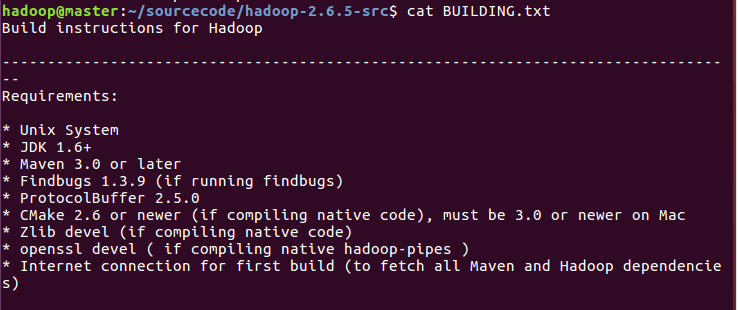 hadoop@master:~/sourcecode/hadoop-2.6.5-src$ cat BUILDING.txt
Build instructions for Hadoop
--------------------------------------------------------------------------------
--
Requirements:
* Unix System
* JDK 1.6+
* Maven 3.0 or later
* Findbugs 1.3.9 (if running findbugs)
* ProtocolBuffer 2.5.0
* CMake 2.6 or newer (if compiling native code), must be 3.0 or newer on Mac
* Zlib devel (if compiling native code)
* openssl devel ( if compiling native hadoop-pipes )
* Internet connection for first build (to fetch all Maven and Hadoop dependencie
s)